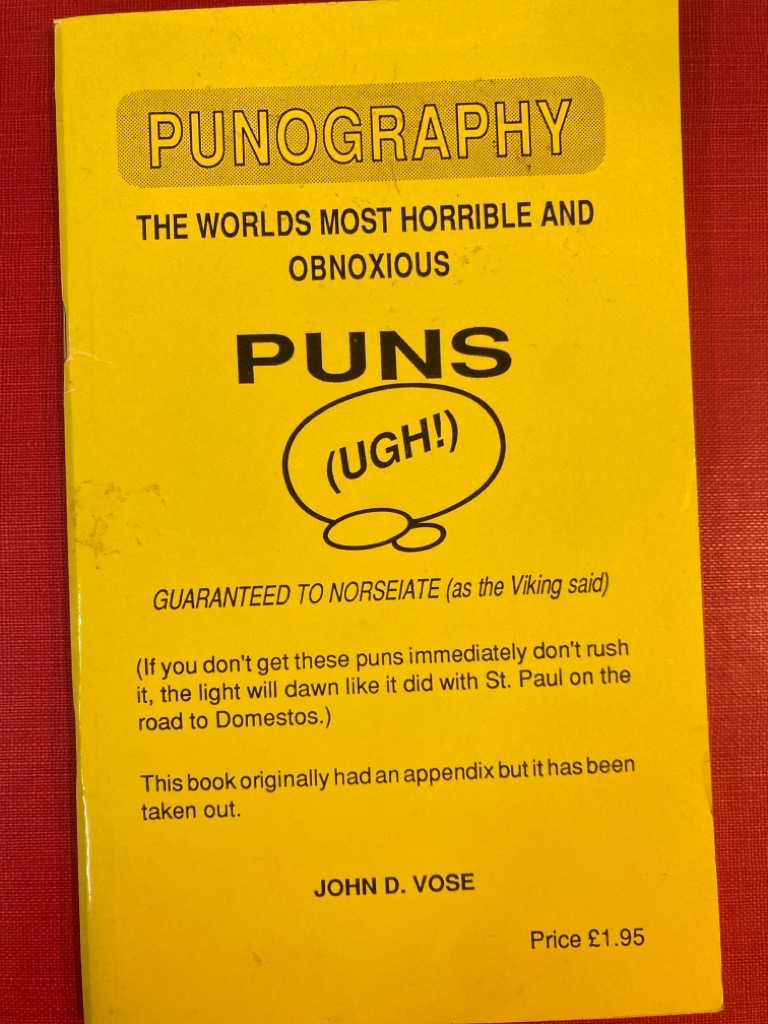 PUNOGRAPHY
THE WORLDS MOST HORRIBLE AND
OBNOXIOUS
PUNS
(UGH!)
GUARANTEED TO NORSEIATE (as the Viking said)
(If you don't get these puns immediately don't rush
it, the light will dawn like it did with St. Paul on the
road to Domestos.)
This book originally had an appendix but it has been
taken out.
JOHN D. VOSE
Price £1.95